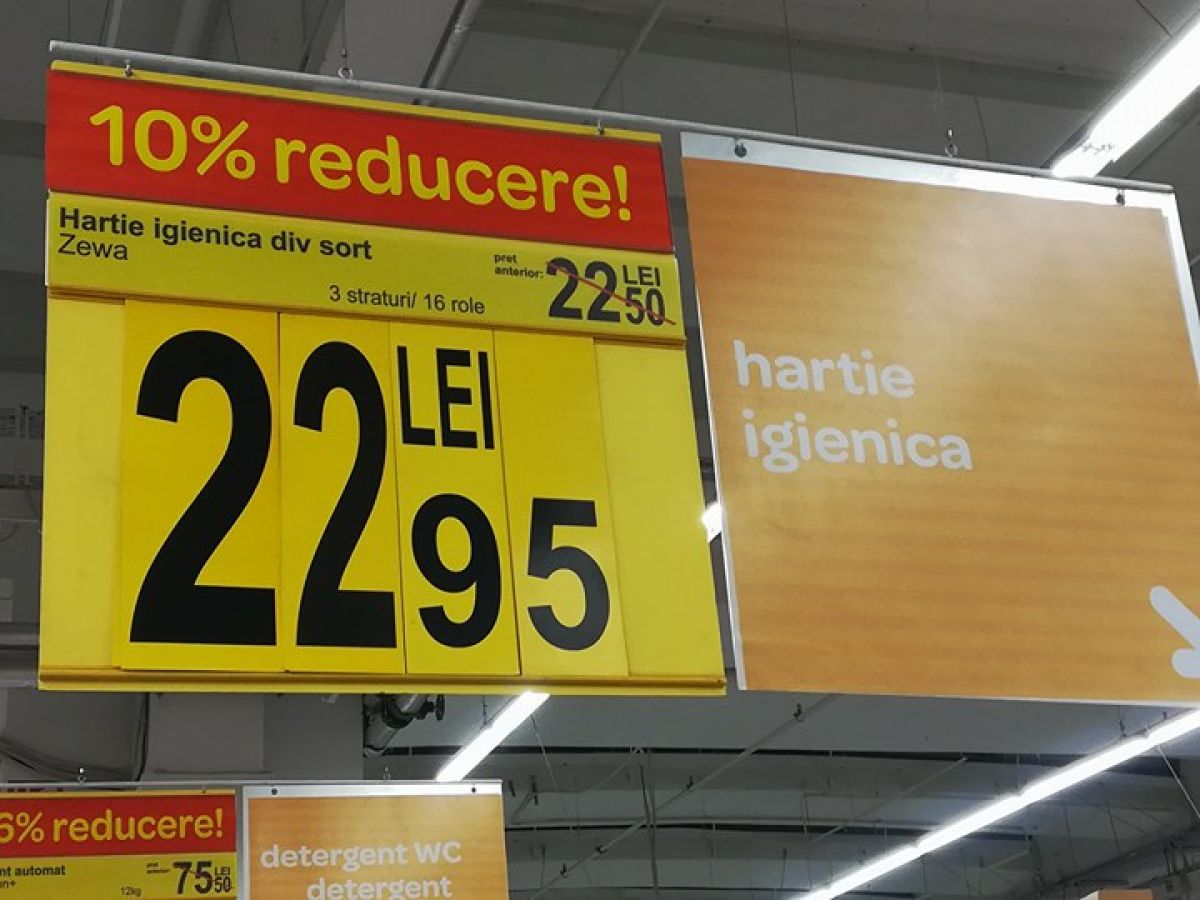 10% reducere!
Hartie igienica div sort
Zewa
3 straturi/ 16 role
pret
anterior:
22 LEI
50
22 LEI
95
hartie
igienica
6% reducere!
automat
12kg
75 LEI
50
detergent WC
detergent